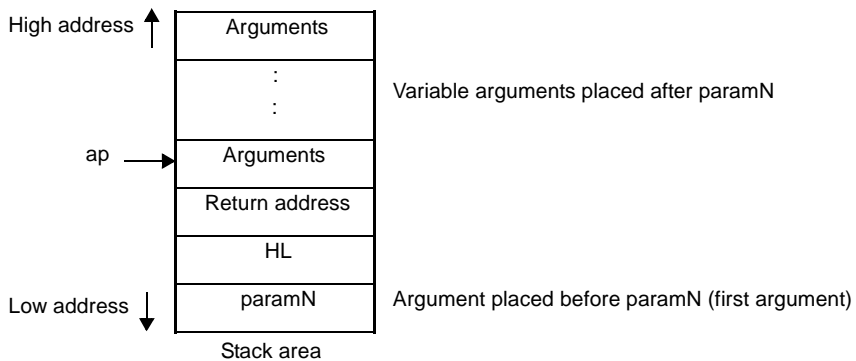 High address
Arguments
:
:
Variable arguments placed after paramN
ap
Arguments
Return address
HL
Low address
paramN
Argument placed before paramN (first argument)
Stack area